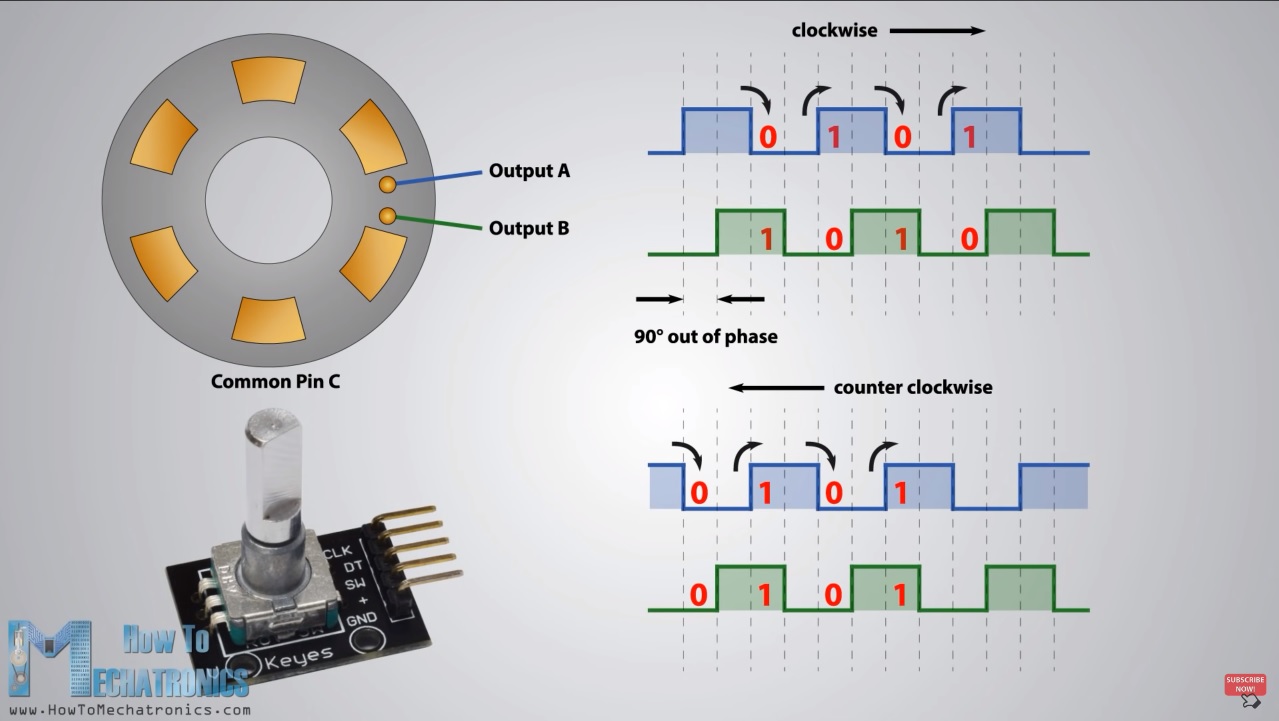 clockwise
0 1 0 1
Output A
Output B
1 0 1 0
90° out of phase
Common Pin C
counter clockwise
0 1 0 1
0 1 0 1
CLK
DT
SW
+
GND
Keyes
How To
MECHATRONICS
www.HowToMechatronics.com
SUBSCRIBE
NOW!